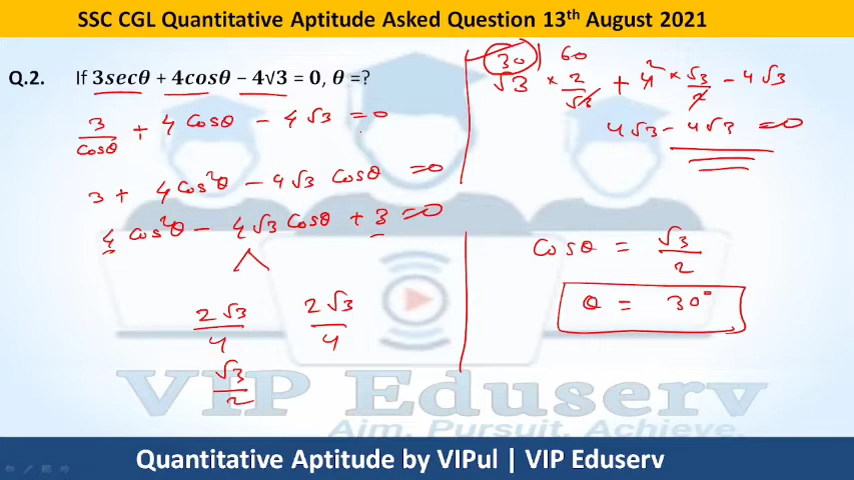 SSC CGL Quantitative Aptitude Asked Question 13th August 2021
Q.2. If 3secθ + 4cosθ − 4√3 = 0, θ =?
3/cosθ + 4 cosθ − 4√3 = 0
3 + 4cos²θ − 4√3 cosθ = 0
4 cos²θ − 4√3 cosθ + 3 = 0
2√3/4 2√3/4
√3/2
30 60
√3 × 2/√3 + 4² × √3/2 − 4√3
4√3 − 4√3 = 0
Cosθ = √3/2
θ = 30°
VIP Eduserv
Aim. Pursuit. Achieve.
Quantitative Aptitude by VIPul | VIP Eduserv